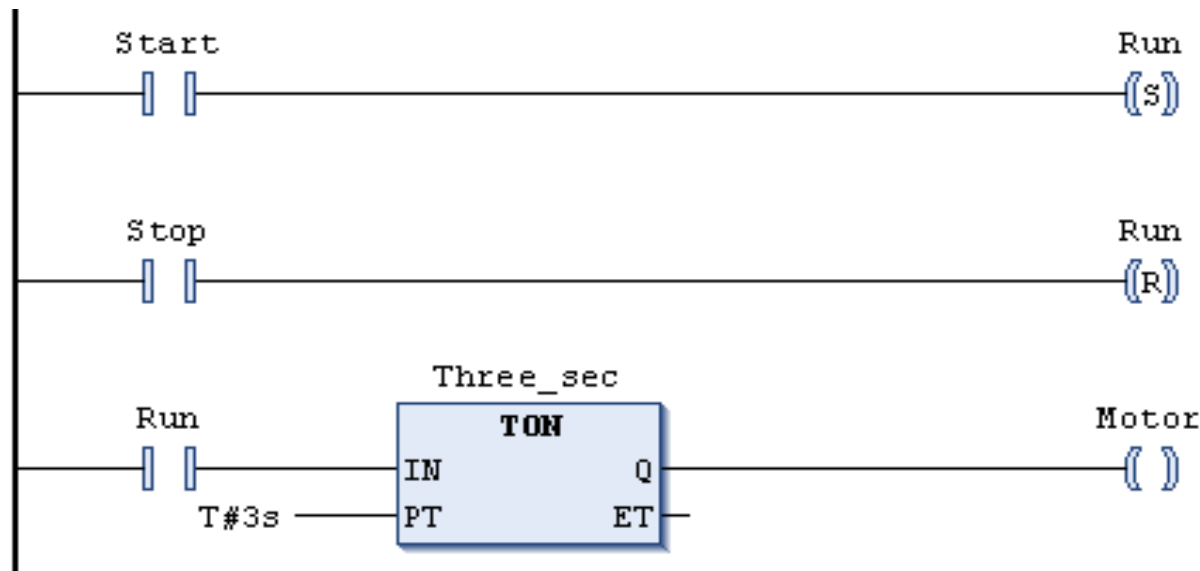 Start Run
S
Stop Run
R
Three_sec
Run TON Motor
IN Q
T#3s PT ET